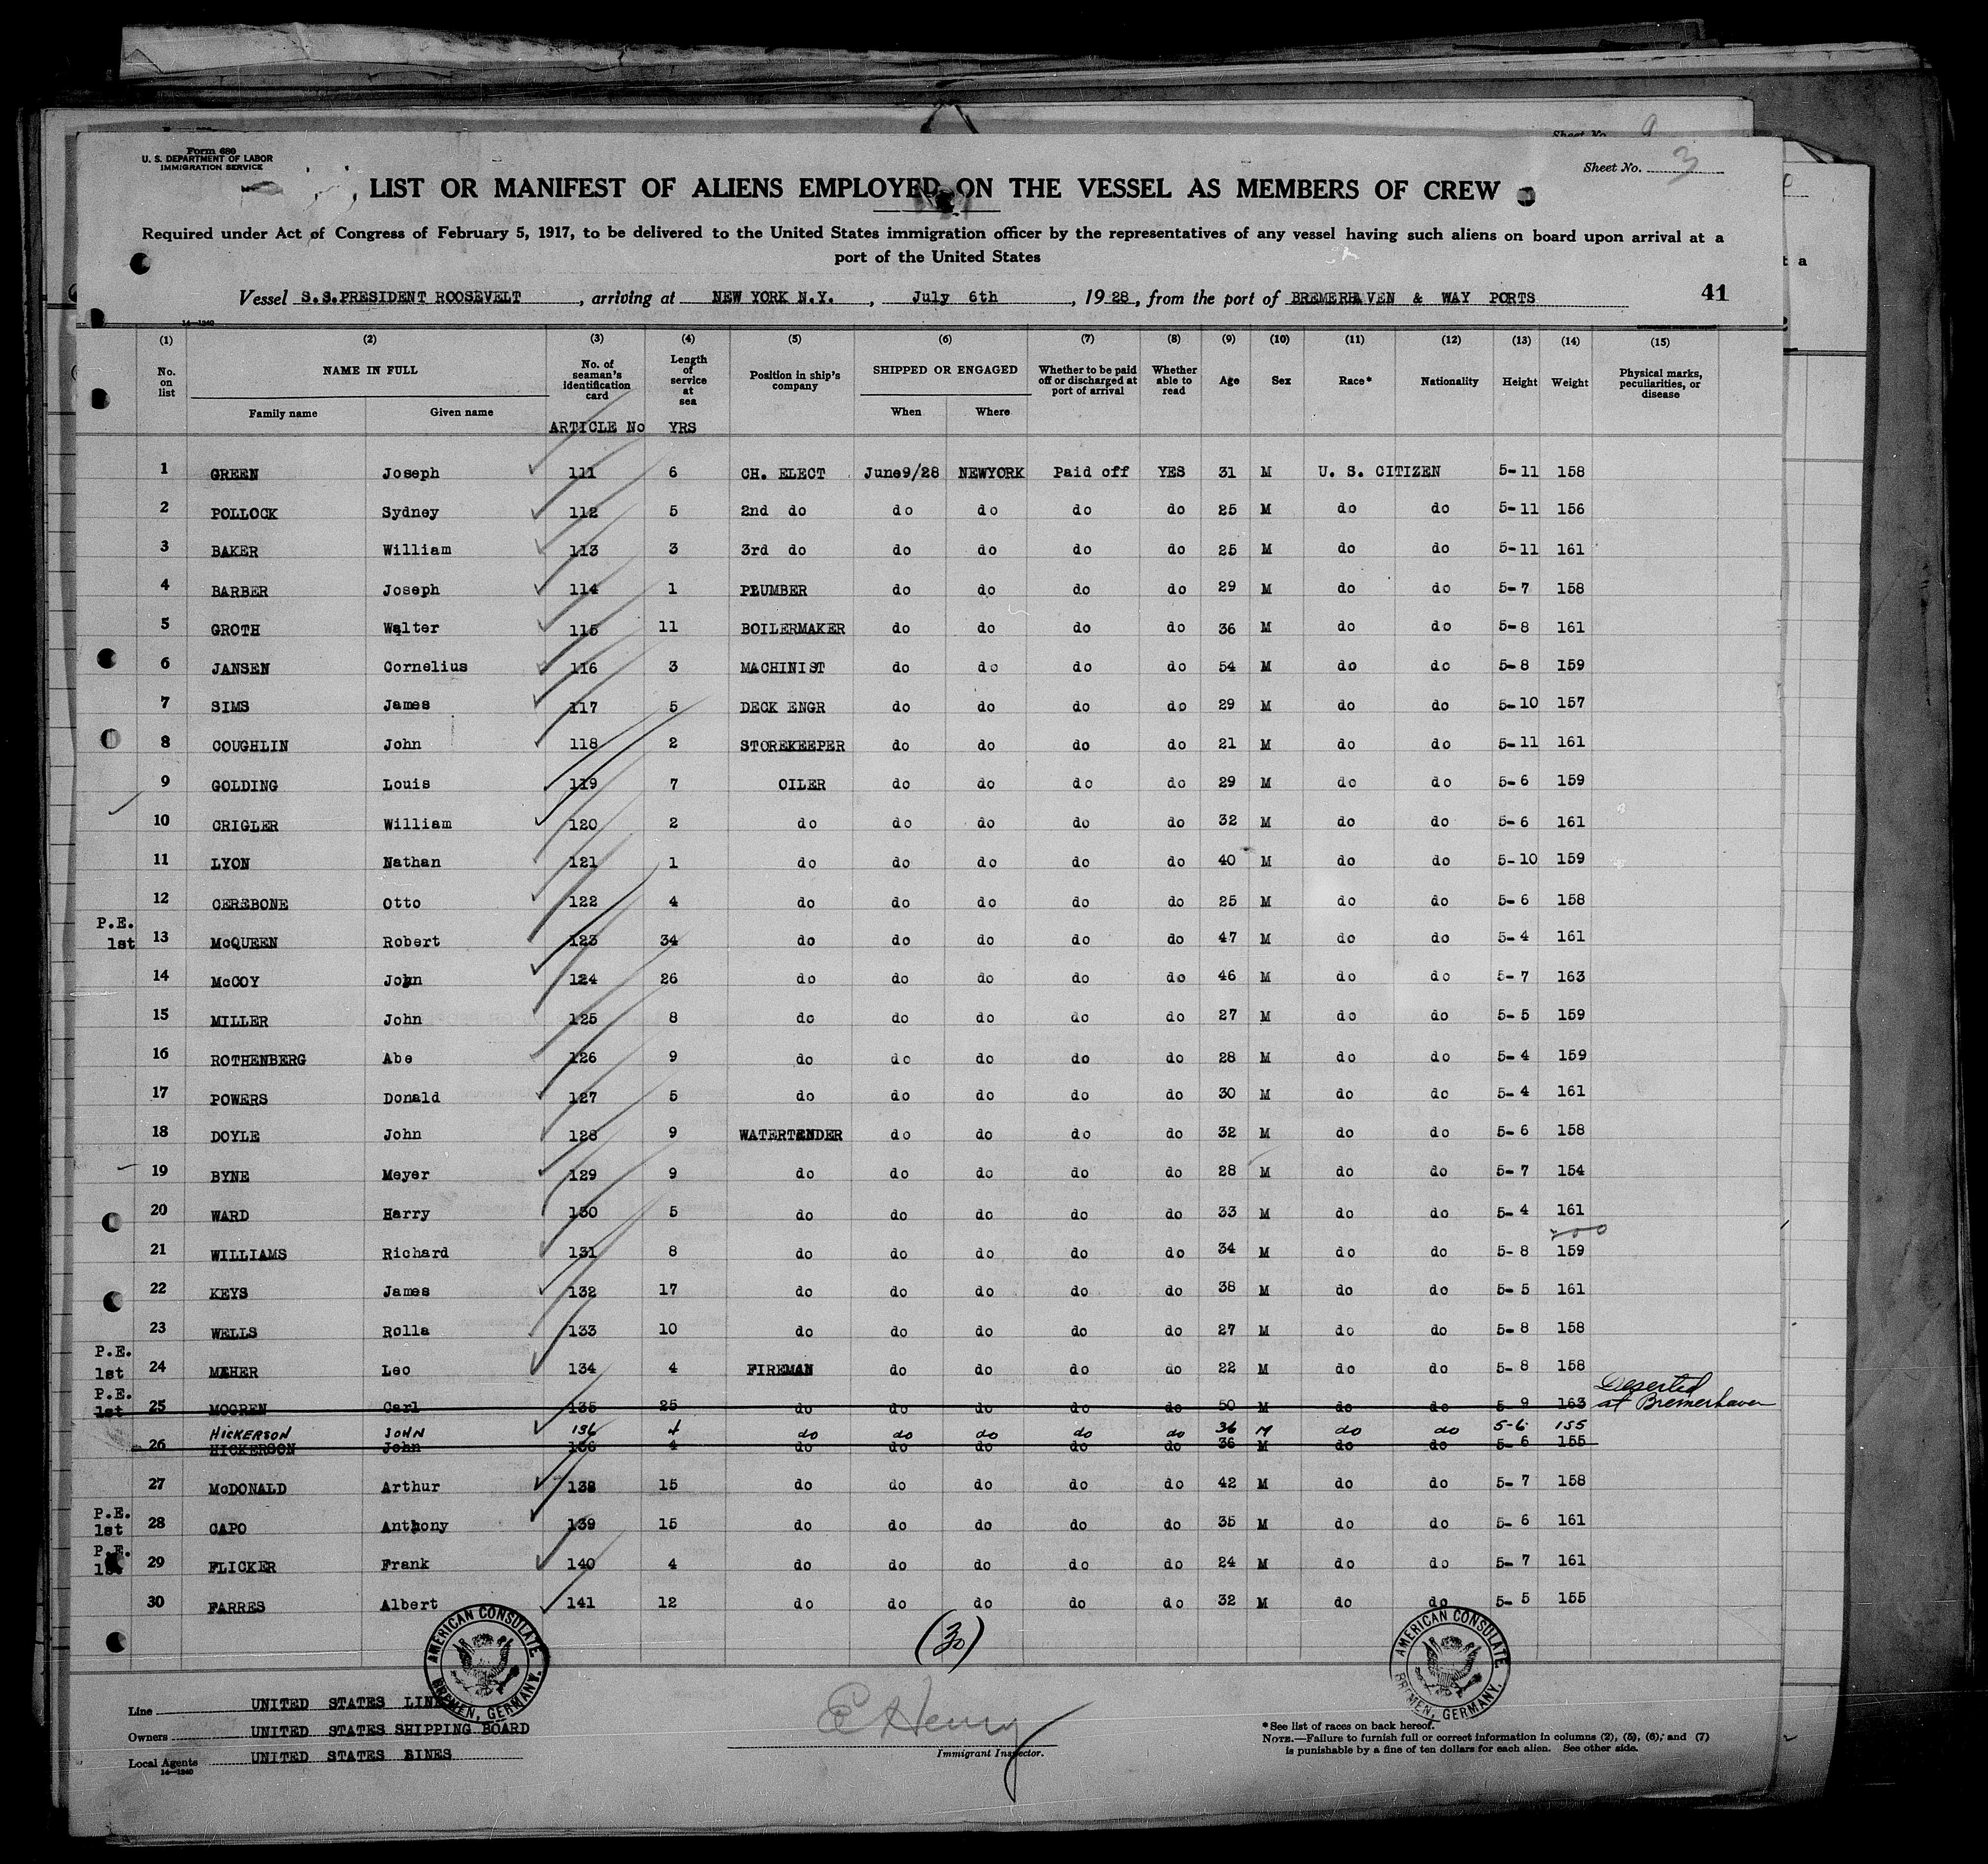 Form 680
U. S. DEPARTMENT OF LABOR
IMMIGRATION SERVICE
Sheet No. 3
LIST OR MANIFEST OF ALIENS EMPLOYED ON THE VESSEL AS MEMBERS OF CREW
Required under Act of Congress of February 5, 1917, to be delivered to the United States immigration officer by the representatives of any vessel having such aliens on board upon arrival at a
port of the United States
Vessel S.S.PRESIDENT ROOSEVELT, arriving at NEW YORK N.Y., July 6th, 1928, from the port of BREMERHAVEN & WAY PORTS 41
14—1240
(1) (2) (3) (4) (5) (6) (7) (8) (9) (10) (11) (12) (13) (14) (15)
No. on list NAME IN FULL Family name Given name No. of seaman's identification card Length of service at sea Position in ship's company SHIPPED OR ENGAGED When Where Whether to be paid off or discharged at port of arrival Whether able to read Age Sex Race* Nationality Height Weight Physical marks, peculiarities, or disease
ARTICLE No YRS
1 GREEN Joseph 111 6 CH. ELECT June9/28 NEWYORK Paid off YES 31 M U. S. CITIZEN 5-11 158
2 POLLOCK Sydney 112 5 2nd do do do do do 25 M do do 5-11 156
3 BAKER William 113 3 3rd do do do do do 25 M do do 5-11 161
4 BARBER Joseph 114 1 PLUMBER do do do do 29 M do do 5-7 158
5 GROTH Walter 115 11 BOILERMAKER do do do do 36 M do do 5-8 161
6 JANSEN Cornelius 116 3 MACHINIST do do do do 54 M do do 5-8 159
7 SIMS James 117 5 DECK ENGR do do do do 29 M do do 5-10 157
8 COUGHLIN John 118 2 STOREKEEPER do do do do 21 M do do 5-11 161
9 GOLDING Louis 119 7 OILER do do do do 29 M do do 5-6 159
10 CRIGLER William 120 2 do do do do do 32 M do do 5-6 161
11 LYON Nathan 121 1 do do do do do 40 M do do 5-10 159
12 CEREBONE Otto 122 4 do do do do do 25 M do do 5-6 158
P.E. 1st 13 McQUEEN Robert 123 34 do do do do do 47 M do do 5-4 161
14 McCOY John 124 26 do do do do do 46 M do do 5-7 163
15 MILLER John 125 8 do do do do do 27 M do do 5-5 159
16 ROTHENBERG Abe 126 9 do do do do do 28 M do do 5-4 159
17 POWERS Donald 127 5 do do do do do 30 M do do 5-4 161
18 DOYLE John 128 9 WATERTENDER do do do do 32 M do do 5-6 158
19 BYNE Meyer 129 9 do do do do do 28 M do do 5-7 154
20 WARD Harry 130 5 do do do do do 33 M do do 5-4 161
200
21 WILLIAMS Richard 131 8 do do do do do 34 M do do 5-8 159
22 KEYS James 132 17 do do do do do 38 M do do 5-5 161
23 WELLS Rolla 133 10 do do do do do 27 M do do 5-8 158
P.E. 1st 24 MAHER Leo 134 4 FIREMAN do do do do 22 M do do 5-8 158
P.E. 1st 25 MOGREN Carl 135 25 do do do do do 50 M do do 5-9 163 Deserted at Bremerhaven
HICKERSON JOHN 136 4 do do do do do 36 M do do 5-6 155
26 HICKERSON John 136 4 do do do do do 36 M do do 5-6 155
27 McDONALD Arthur 138 15 do do do do do 42 M do do 5-7 158
P.E. 1st 28 CAPO Anthony 139 15 do do do do do 35 M do do 5-6 161
P.E. 1st 29 FLICKER Frank 140 4 do do do do do 24 M do do 5-7 161
30 FARRES Albert 141 12 do do do do do 32 M do do 5-5 155
(30)
AMERICAN CONSULATE BREMEN, GERMANY.
AMERICAN CONSULATE BREMEN, GERMANY.
Line UNITED STATES LINE
Owners UNITED STATES SHIPPING BOARD
Local Agents UNITED STATES LINES
14—1240
E Henry
Immigrant Inspector.
* See list of races on back hereof.
NOTE.—Failure to furnish full or correct information in columns (2), (5), (6), and (7)
is punishable by a fine of ten dollars for each alien. See other side.